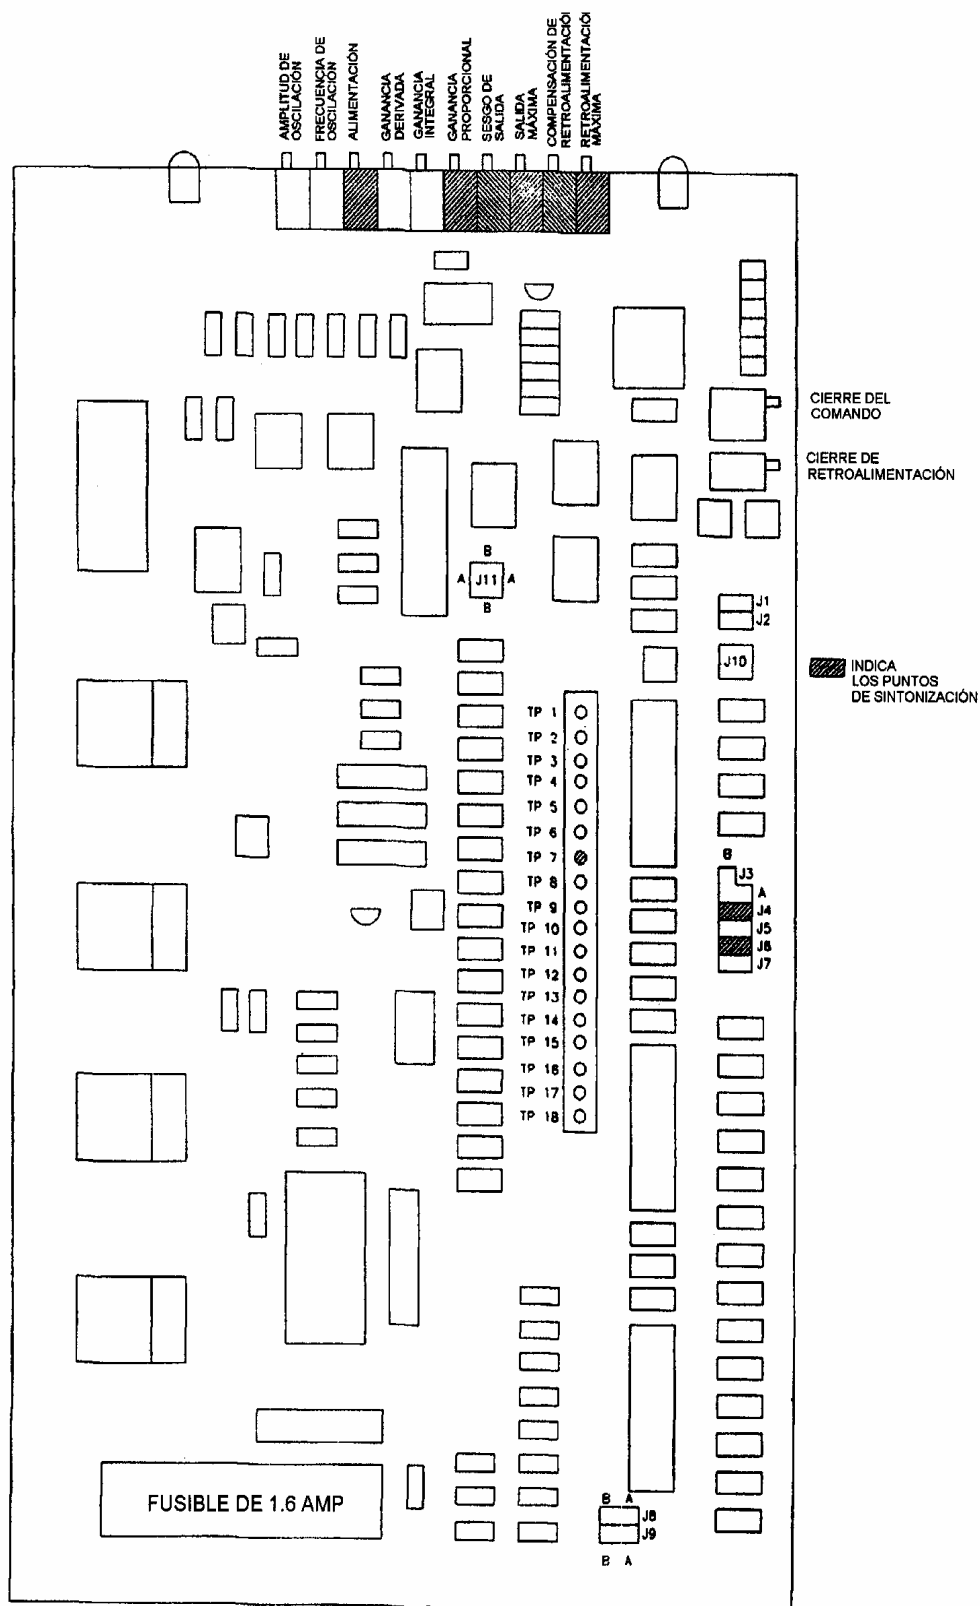 AMPLITUD DE
OSCILACIÓN
FRECUENCIA DE
OSCILACIÓN
ALIMENTACIÓN
GANANCIA
DERIVADA
GANANCIA
INTEGRAL
GANANCIA
PROPORCIONAL
SESGO DE
SALIDA
SALIDA
MÁXIMA
COMPENSACIÓN DE
RETROALIMENTACIÓN
RETROALIMENTACIÓN
MÁXIMA
CIERRE DEL
COMANDO
CIERRE DE
RETROALIMENTACIÓN
B
A J11 A
B
J1
J2
J10
INDICA
LOS PUNTOS
DE SINTONIZACIÓN
TP 1
TP 2
TP 3
TP 4
TP 5
TP 6
TP 7
TP 8
TP 9
TP 10
TP 11
TP 12
TP 13
TP 14
TP 15
TP 16
TP 17
TP 18
B
J3
A
J4
J5
J6
J7
FUSIBLE DE 1.6 AMP
B A
J8
J9
B A